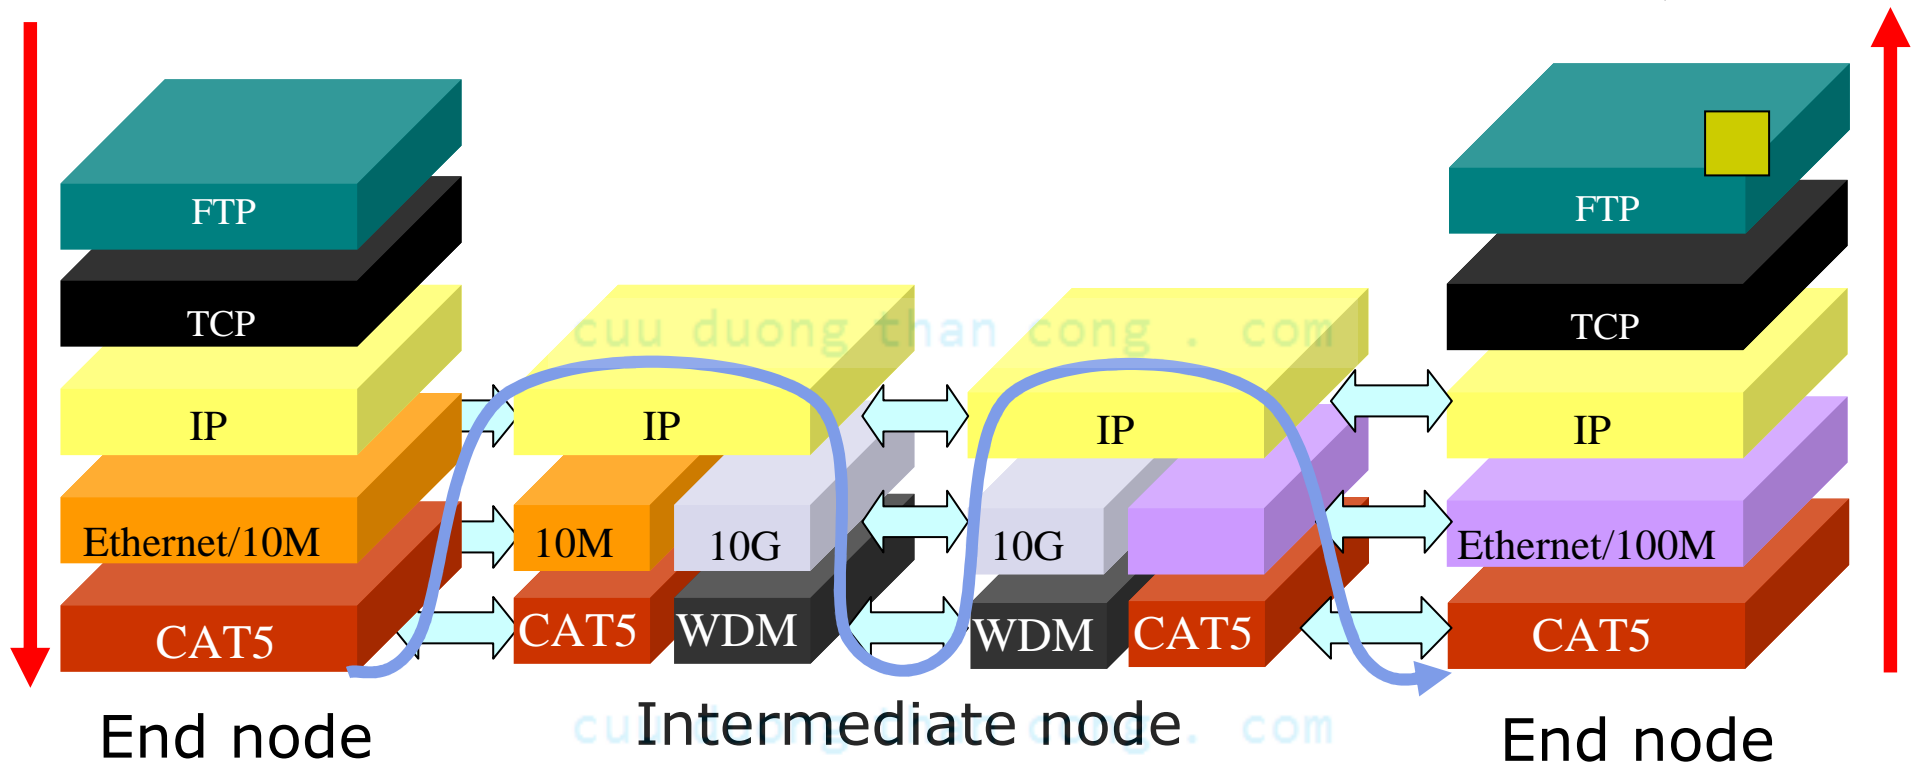 FTP
TCP
IP
Ethernet/10M
CAT5
End node
cuu duong than cong . com
IP
10M
10G
CAT5
WDM
IP
10G
WDM
CAT5
Intermediate node
cuu duong than cong . com
FTP
TCP
IP
Ethernet/100M
CAT5
End node